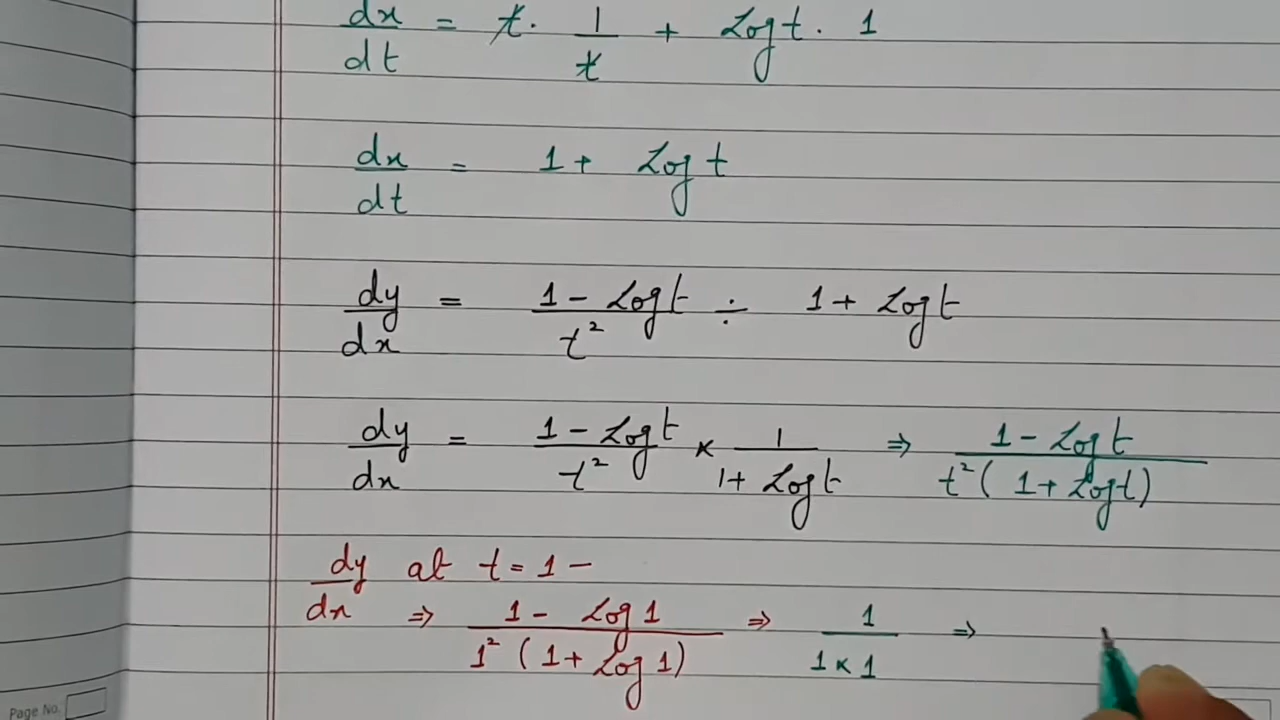 dx/dt = t · 1/t + Log t · 1
dx/dt = 1 + Log t
dy/dx = 1 - Log t / t² ÷ 1 + Log t
dy/dx = 1 - Log t / t² × 1 / 1 + Log t ⇒ 1 - Log t / t² ( 1 + Log t)
dy/dx at t = 1 -
⇒ 1 - Log 1 / 1² ( 1 + Log 1) ⇒ 1 / 1 × 1 ⇒
Page No.